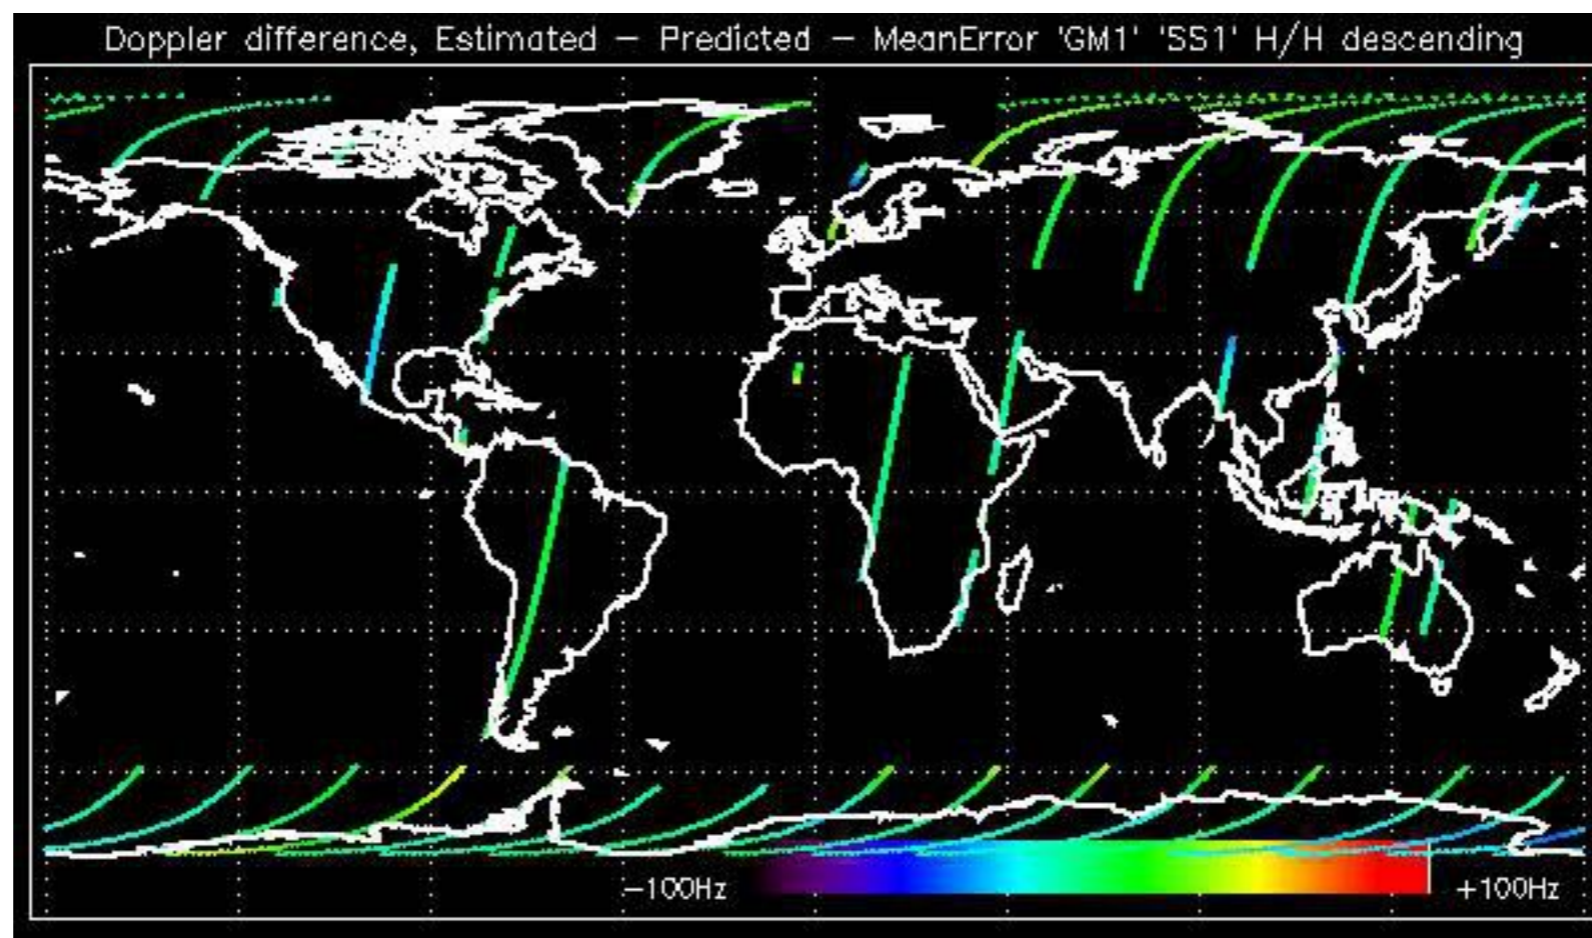 Doppler difference, Estimated – Predicted – MeanError 'GM1' 'SS1' H/H descending
–100Hz
+100Hz